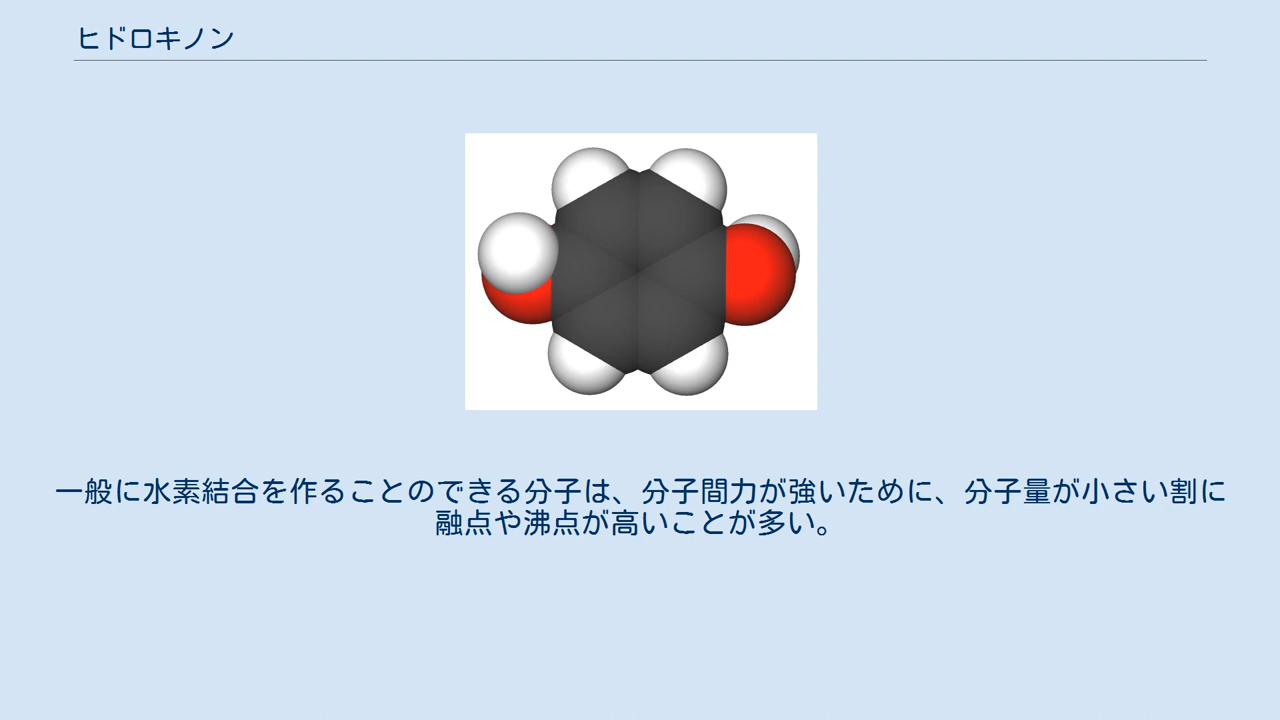 ヒドロキノン
一般に水素結合を作ることのできる分子は、分子間力が強いために、分子量が小さい割に
融点や沸点が高いことが多い。